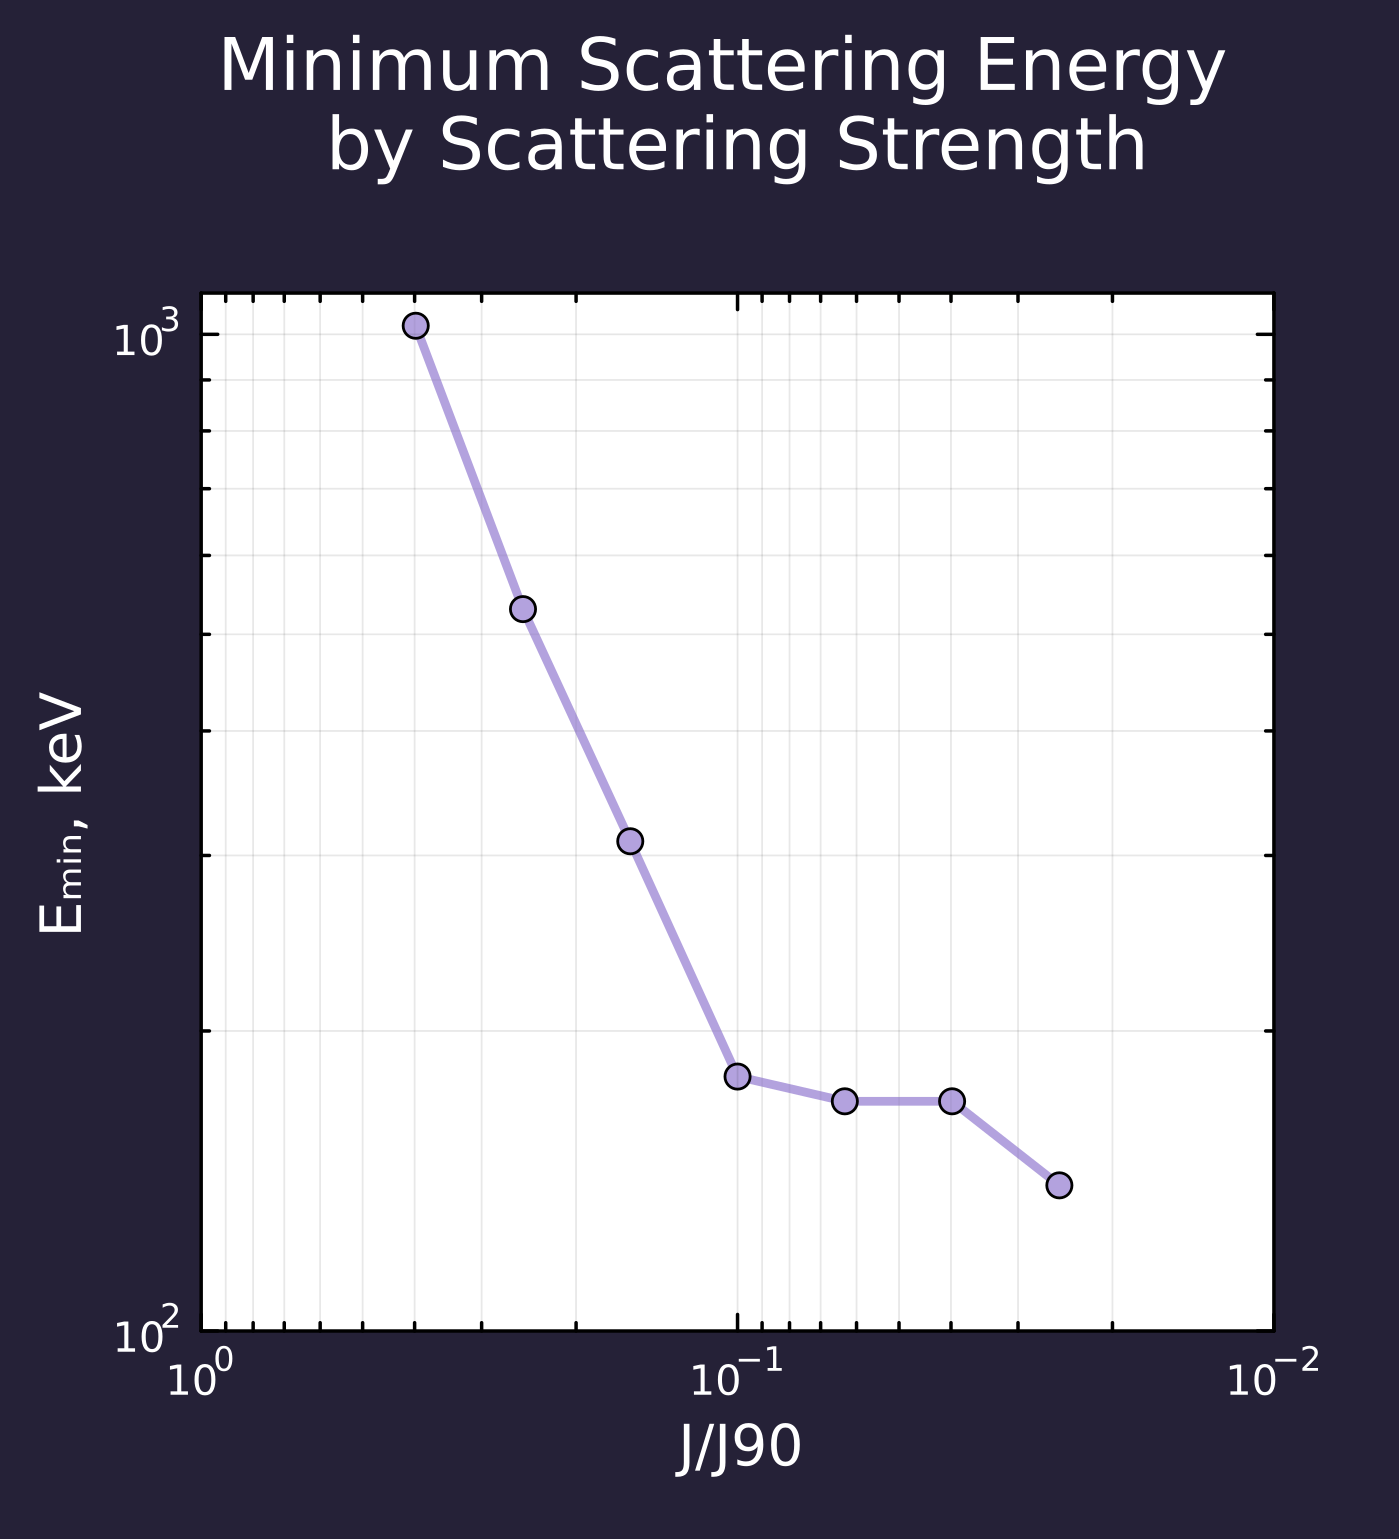 Minimum Scattering Energy
by Scattering Strength
10³
Eₘᵢₙ, keV
10²
10⁰ 10⁻¹ 10⁻²
J/J90